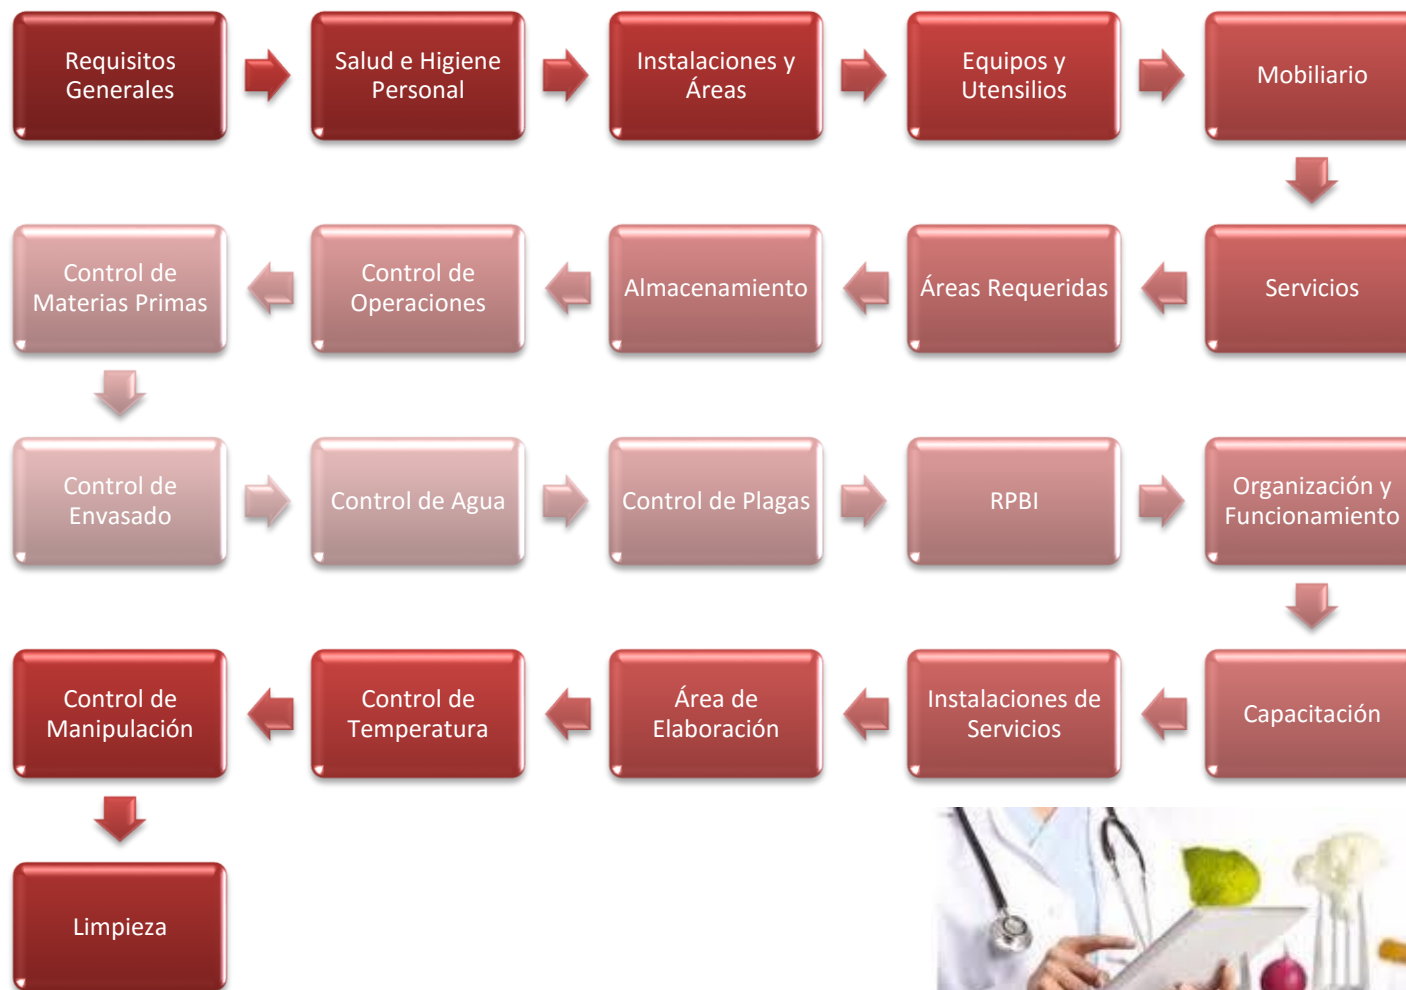 Requisitos
Generales
Salud e Higiene
Personal
Instalaciones y
Áreas
Equipos y
Utensilios
Mobiliario
Servicios
Áreas Requeridas
Almacenamiento
Control de
Operaciones
Control de
Materias Primas
Control de
Envasado
Control de Agua
Control de Plagas
RPBI
Organización y
Funcionamiento
Capacitación
Instalaciones de
Servicios
Área de
Elaboración
Control de
Temperatura
Control de
Manipulación
Limpieza